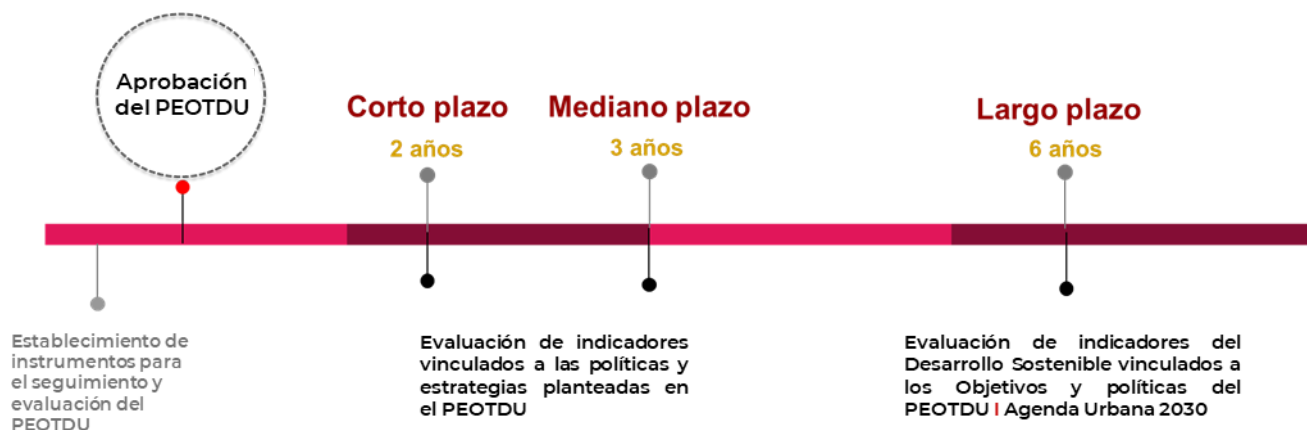 Aprobación
del PEOTDU
Corto plazo
2 años
Mediano plazo
3 años
Largo plazo
6 años
Establecimiento de
instrumentos para
el seguimiento y
evaluación del
PEOTDU
Evaluación de indicadores
vinculados a las políticas y
estrategias planteadas en
el PEOTDU
Evaluación de indicadores del
Desarrollo Sostenible vinculados a
los Objetivos y políticas del
PEOTDU | Agenda Urbana 2030